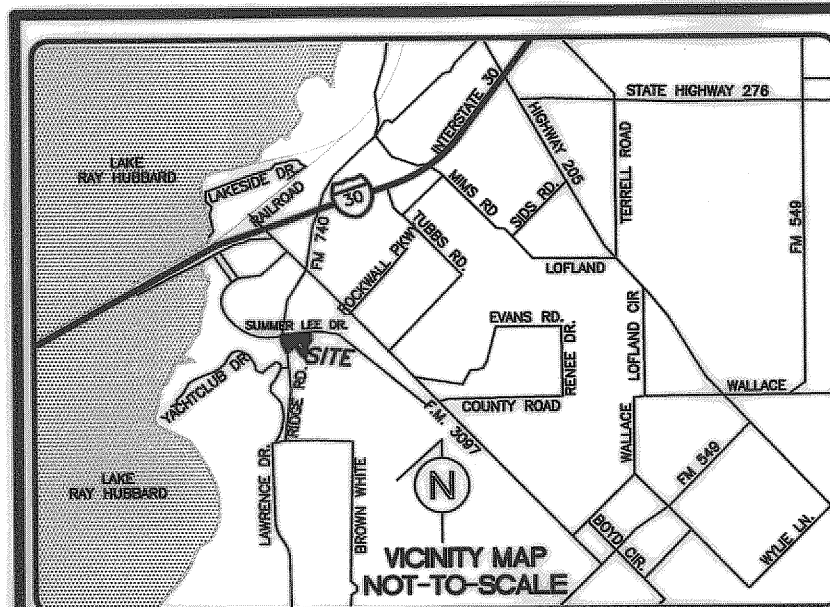 INTERSTATE 30
HIGHWAY 205
STATE HIGHWAY 276
LAKE
RAY HUBBARD
LAKESIDE DR.
RAILROAD
30
MIMS RD
SIDS RD.
TERRELL ROAD
FM 549
FM 740
ROCKWALL PKWY
TUBBS RD.
LOFLAND
SUMMER LEE DR.
SITE
EVANS RD.
RENEE DR.
LOFLAND CIR
YACHTCLUB DR.
RIDGE RD.
WALLACE
COUNTY ROAD
F.M. 3097
WALLACE
FM 549
LAKE
RAY HUBBARD
LAWRENCE DR.
BROWN WHITE
N
BOYD CIR.
WYLIE LN.
VICINITY MAP
NOT-TO-SCALE